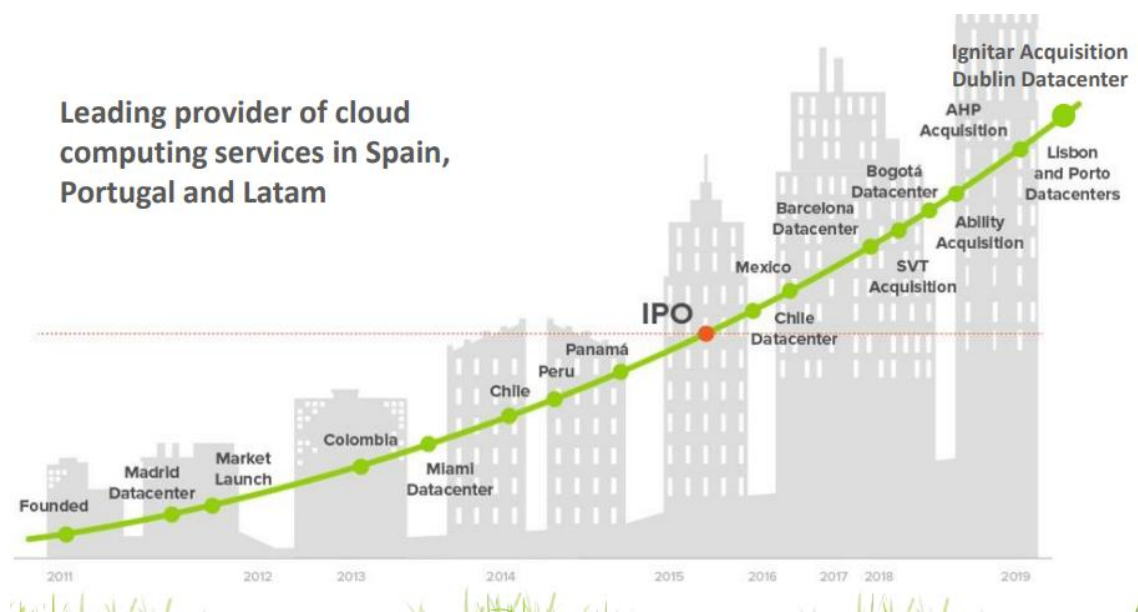 Leading provider of cloud
computing services in Spain,
Portugal and Latam
Ignitar Acquisition
Dublin Datacenter
AHP
Acquisition
Lisbon
and Porto
Datacenters
Bogotá
Datacenter
Ability
Acquisition
Barcelona
Datacenter
SVT
Acquisition
Mexico
Chile
Datacenter
IPO
Panamá
Peru
Chile
Miami
Datacenter
Colombia
Market
Launch
Madrid
Datacenter
Founded
2011
2012
2013
2014
2015
2016
2017
2018
2019